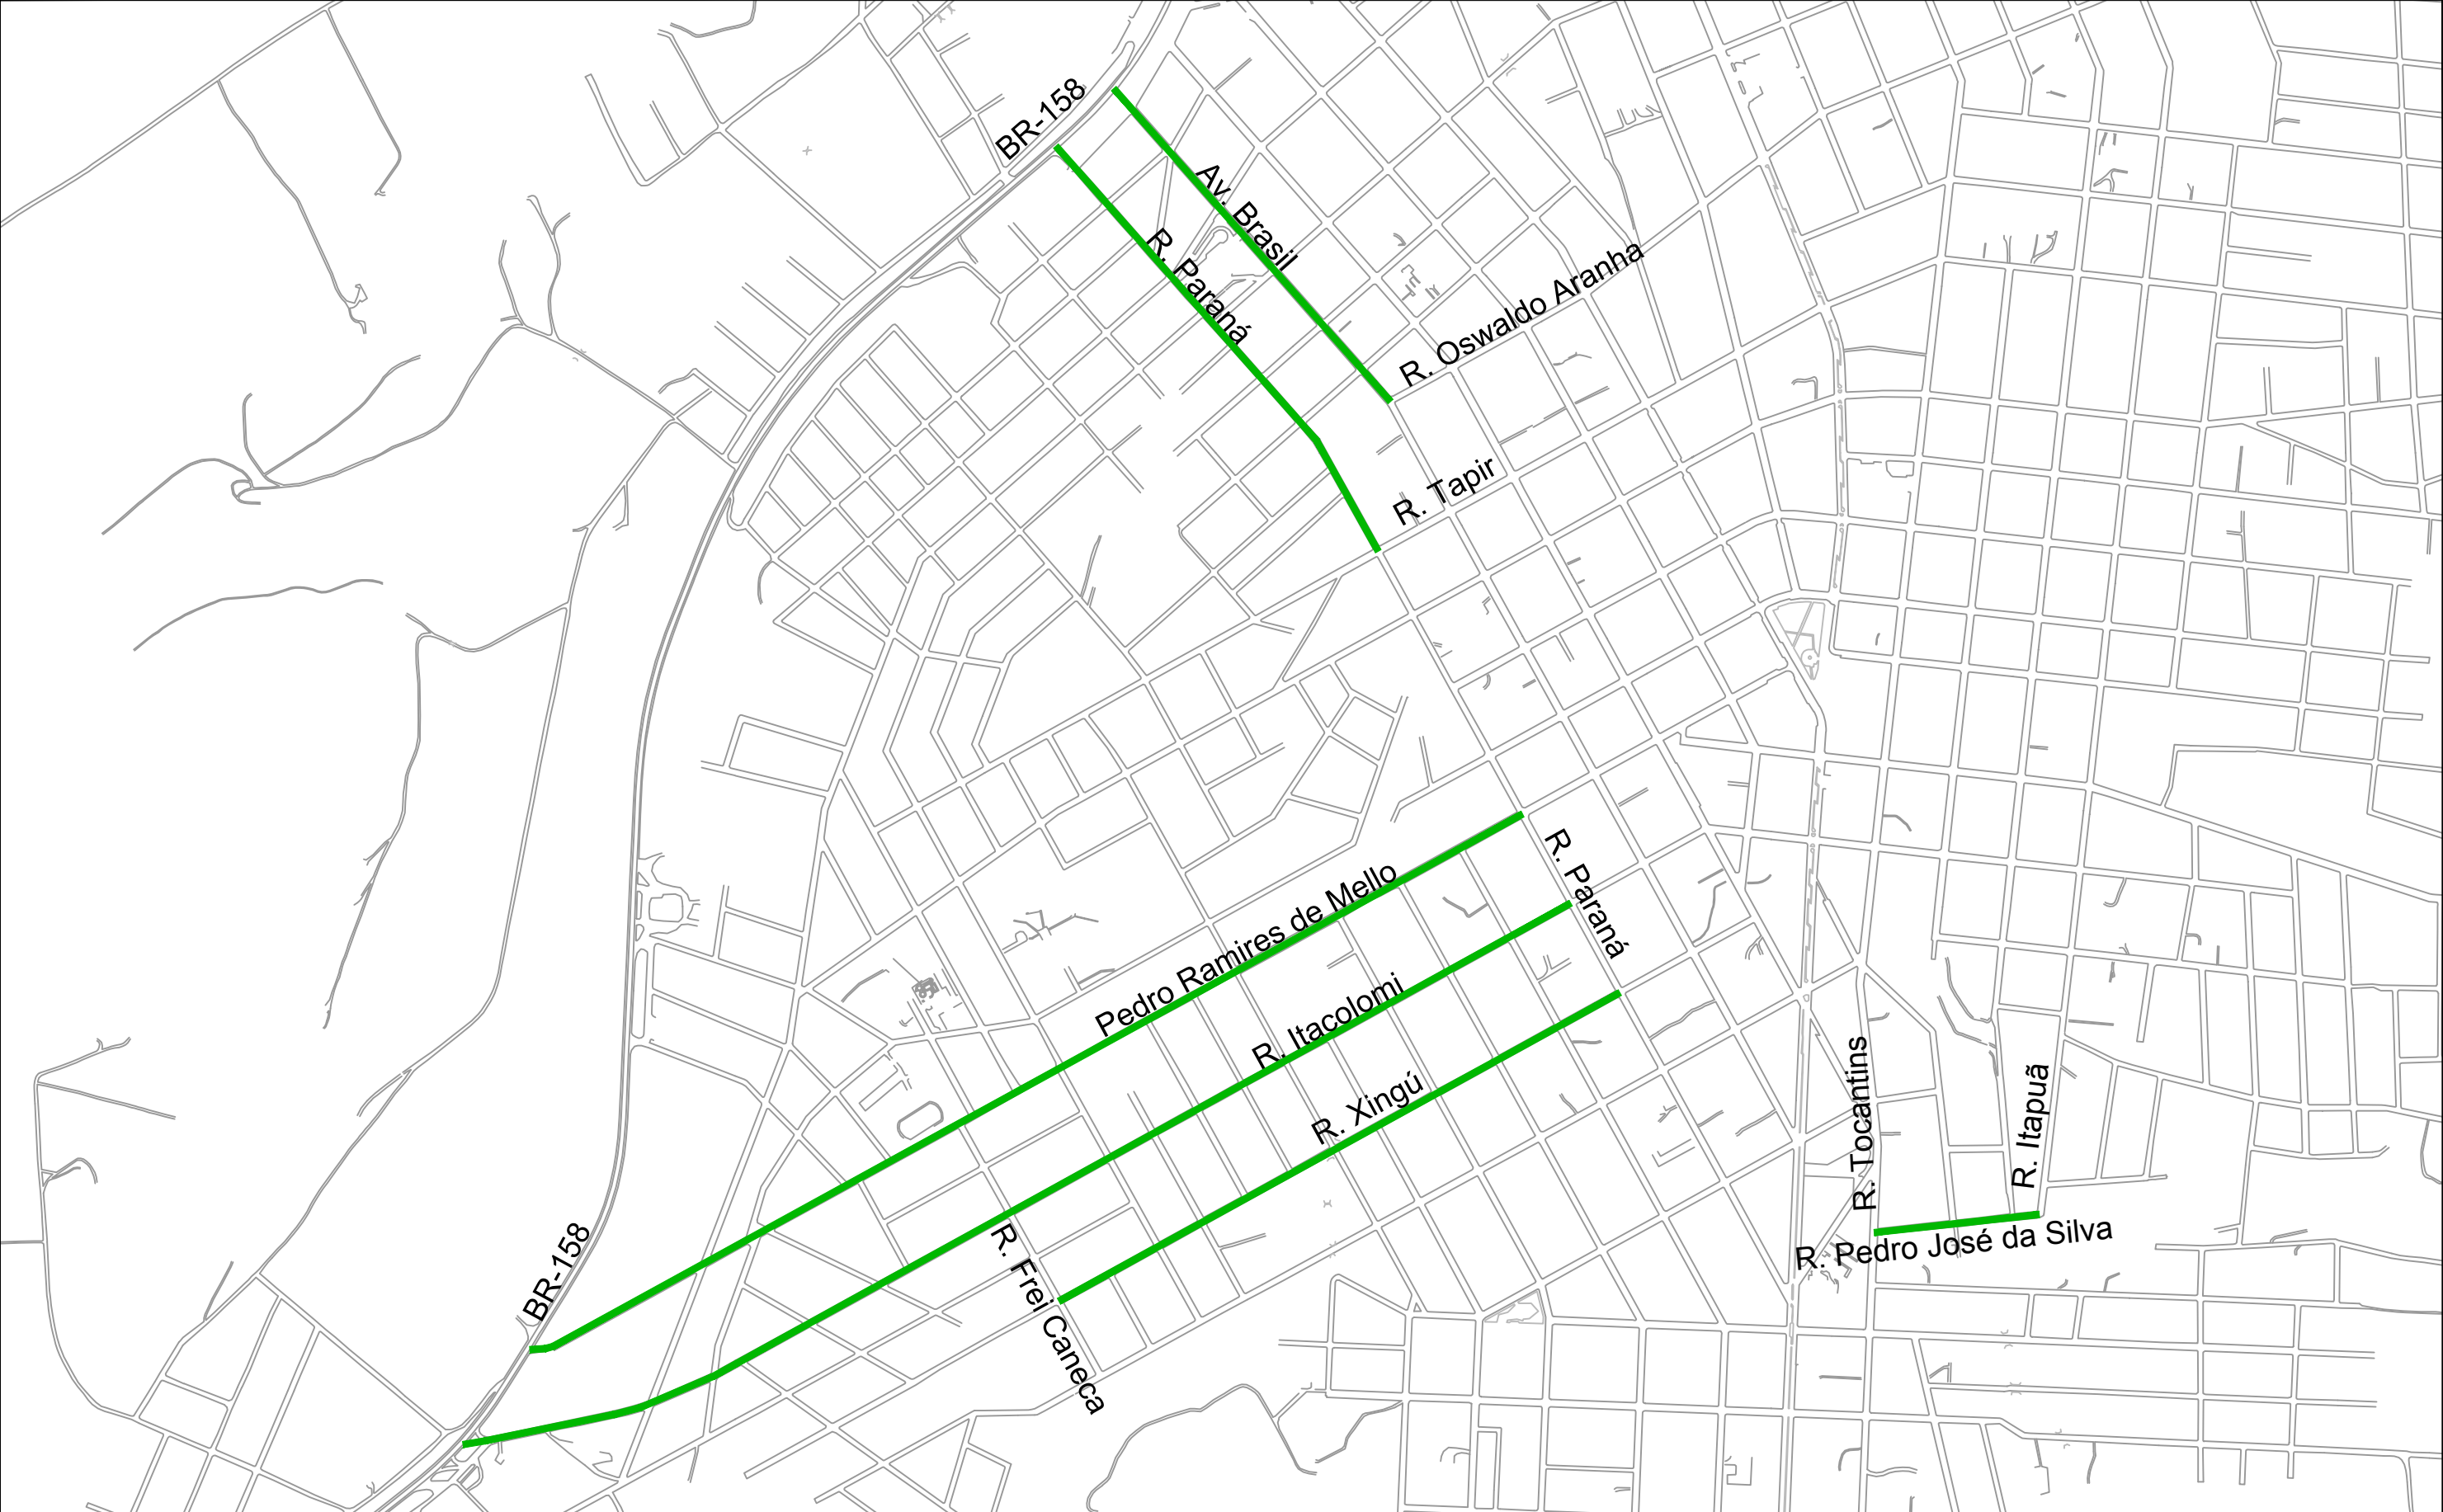 BR-158
Av. Brasil
R. Paraná
R. Oswaldo Aranha
R. Tapir
R. Paraná
Pedro Ramires de Mello
R. Itacolomi
R. Xingú
R. Tocantins
R. Itapuã
R. Pedro José da Silva
R. Frei Caneca
BR-158